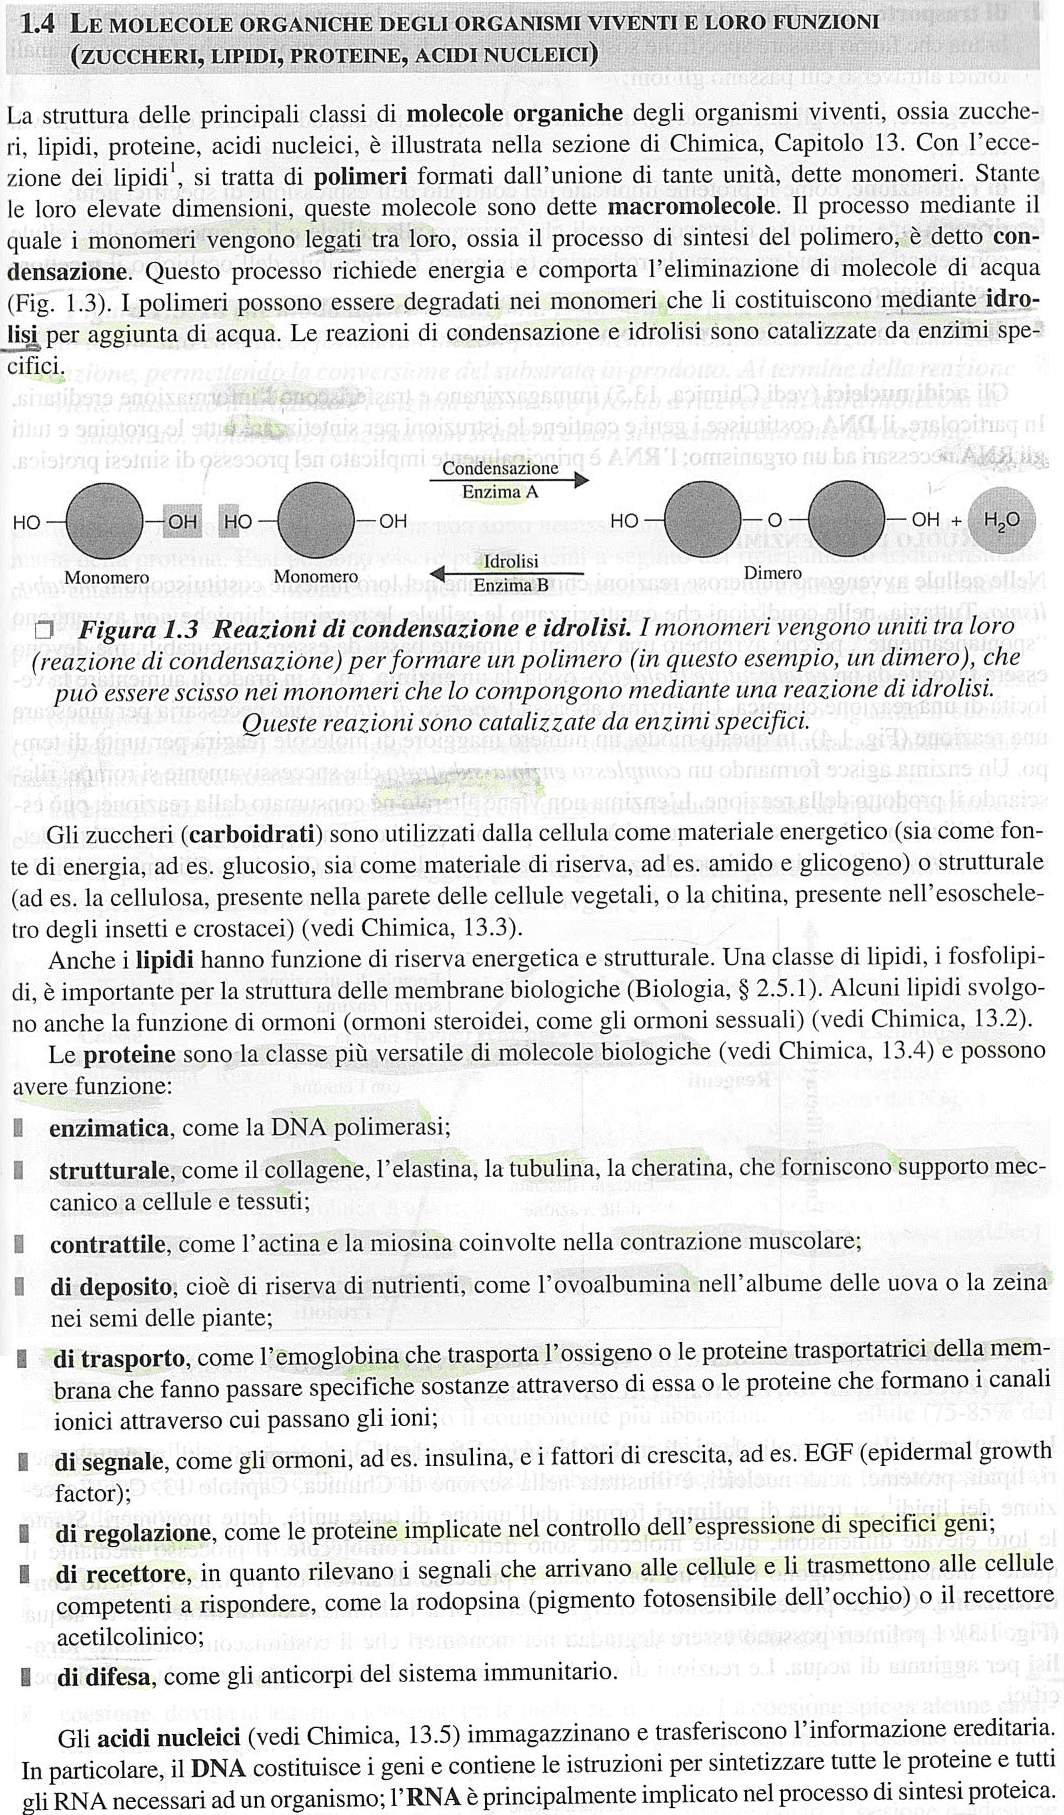 1.4 LE MOLECOLE ORGANICHE DEGLI ORGANISMI VIVENTI E LORO FUNZIONI
(ZUCCHERI, LIPIDI, PROTEINE, ACIDI NUCLEICI)
La struttura delle principali classi di molecole organiche degli organismi viventi, ossia zucche-
ri, lipidi, proteine, acidi nucleici, è illustrata nella sezione di Chimica, Capitolo 13. Con l'ecce-
zione dei lipidi¹, si tratta di polimeri formati dall'unione di tante unità, dette monomeri. Stante
le loro elevate dimensioni, queste molecole sono dette macromolecole. Il processo mediante il
quale i monomeri vengono legati tra loro, ossia il processo di sintesi del polimero, è detto con-
densazione. Questo processo richiede energia e comporta l'eliminazione di molecole di acqua
(Fig. 1.3). I polimeri possono essere degradati nei monomeri che li costituiscono mediante idro-
lisi per aggiunta di acqua. Le reazioni di condensazione e idrolisi sono catalizzate da enzimi spe-
cifici.
Condensazione
Enzima A
HO OH HO OH HO O OH + H₂O
Idrolisi
Enzima B
Monomero Monomero Dimero
Figura 1.3 Reazioni di condensazione e idrolisi. I monomeri vengono uniti tra loro
(reazione di condensazione) per formare un polimero (in questo esempio, un dimero), che
può essere scisso nei monomeri che lo compongono mediante una reazione di idrolisi.
Queste reazioni sono catalizzate da enzimi specifici.
Gli zuccheri (carboidrati) sono utilizzati dalla cellula come materiale energetico (sia come fon-
te di energia, ad es. glucosio, sia come materiale di riserva, ad es. amido e glicogeno) o strutturale
(ad es. la cellulosa, presente nella parete delle cellule vegetali, o la chitina, presente nell'esoschele-
tro degli insetti e crostacei) (vedi Chimica, 13.3).
Anche i lipidi hanno funzione di riserva energetica e strutturale. Una classe di lipidi, i fosfolipi-
di, è importante per la struttura delle membrane biologiche (Biologia, § 2.5.1). Alcuni lipidi svolgo-
no anche la funzione di ormoni (ormoni steroidei, come gli ormoni sessuali) (vedi Chimica, 13.2).
Le proteine sono la classe più versatile di molecole biologiche (vedi Chimica, 13.4) e possono
avere funzione:
enzimatica, come la DNA polimerasi;
strutturale, come il collagene, l'elastina, la tubulina, la cheratina, che forniscono supporto mec-
canico a cellule e tessuti;
contrattile, come l'actina e la miosina coinvolte nella contrazione muscolare;
di deposito, cioè di riserva di nutrienti, come l'ovoalbumina nell'albume delle uova o la zeina
nei semi delle piante;
di trasporto, come l'emoglobina che trasporta l'ossigeno o le proteine trasportatrici della mem-
brana che fanno passare specifiche sostanze attraverso di essa o le proteine che formano i canali
ionici attraverso cui passano gli ioni;
di segnale, come gli ormoni, ad es. insulina, e i fattori di crescita, ad es. EGF (epidermal growth
factor);
di regolazione, come le proteine implicate nel controllo dell'espressione di specifici geni;
di recettore, in quanto rilevano i segnali che arrivano alle cellule e li trasmettono alle cellule
competenti a rispondere, come la rodopsina (pigmento fotosensibile dell'occhio) o il recettore
acetilcolinico;
di difesa, come gli anticorpi del sistema immunitario.
Gli acidi nucleici (vedi Chimica, 13.5) immagazzinano e trasferiscono l'informazione ereditaria.
In particolare, il DNA costituisce i geni e contiene le istruzioni per sintetizzare tutte le proteine e tutti
gli RNA necessari ad un organismo; l'RNA è principalmente implicato nel processo di sintesi proteica.